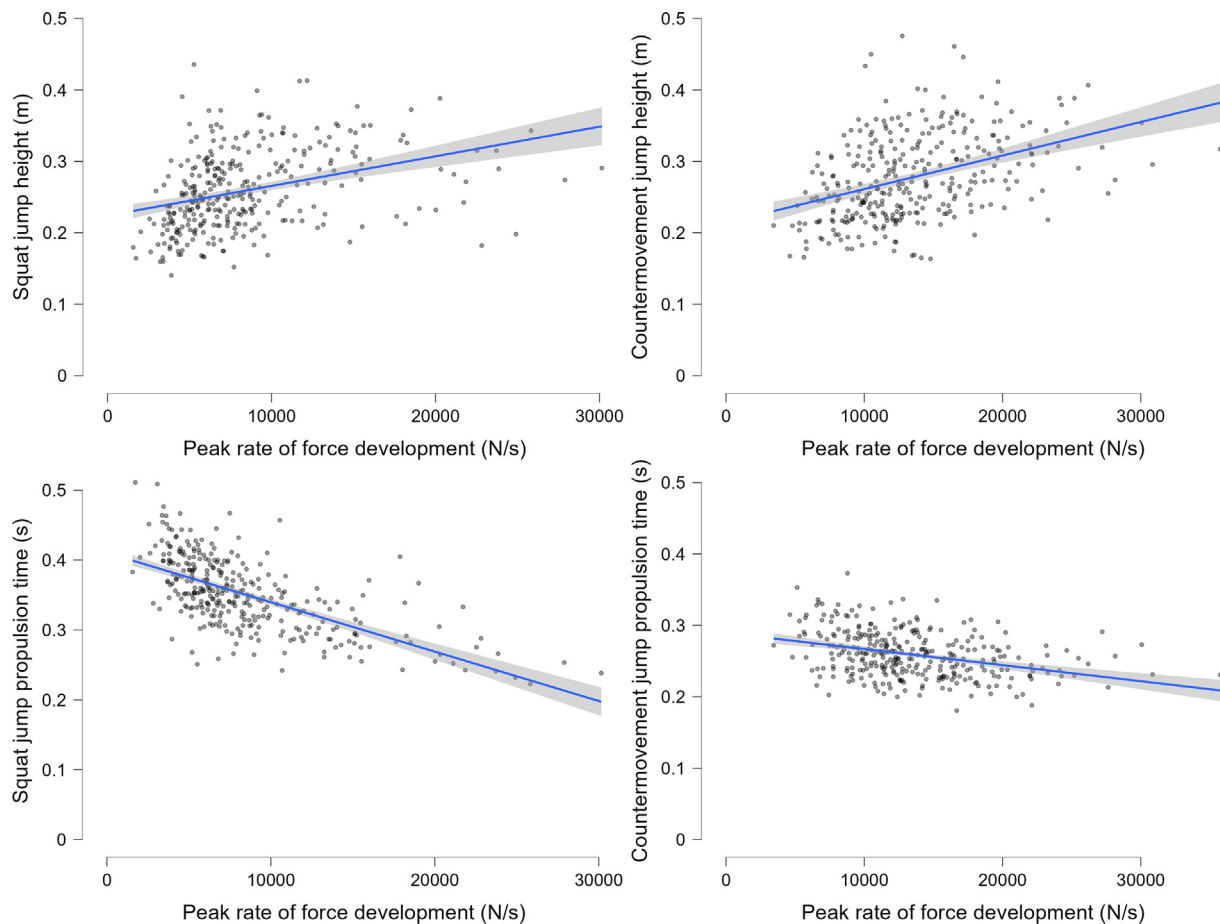 Squat jump height (m)
0.5
0.4
0.3
0.2
0.1
0
0 10000 20000 30000
Peak rate of force development (N/s)
Countermovement jump height (m)
0.5
0.4
0.3
0.2
0.1
0
0 10000 20000 30000
Peak rate of force development (N/s)
Squat jump propulsion time (s)
0.5
0.4
0.3
0.2
0.1
0
0 10000 20000 30000
Peak rate of force development (N/s)
Countermovement jump propulsion time (s)
0.5
0.4
0.3
0.2
0.1
0
0 10000 20000 30000
Peak rate of force development (N/s)